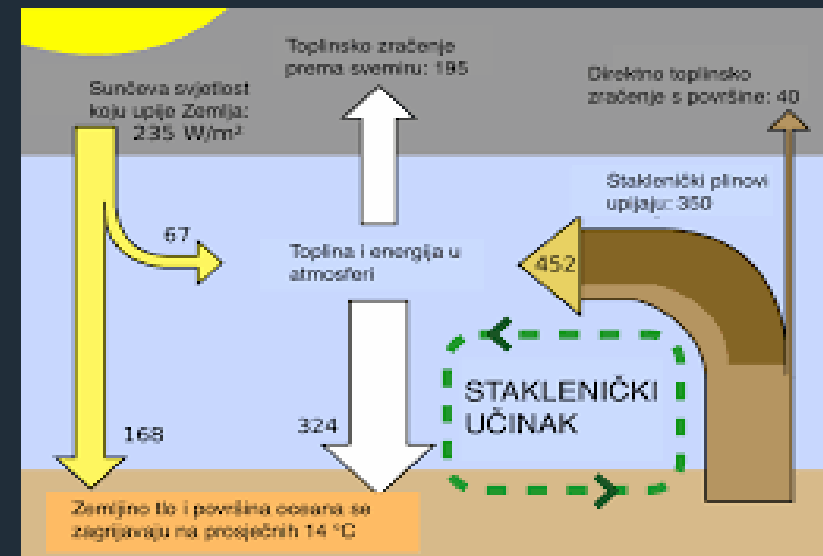 Sunčeva svjetlost
koju upije Zemlja:
235 W/m²
Toplinsko zračenje
prema svemiru: 195
Direktno toplinsko
zračenje s površine: 40
Staklenički plinovi
upijaju: 350
67
Toplina i energija u
atmosferi
452
STAKLENIČKI
UČINAK
168
324
Zemljino tlo i površina oceana se
zagrijavaju na prosječnih 14 °C